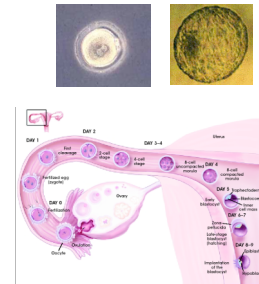 DAY 2
DAY 1
DAY 3-4
Uterus
First
cleavage
2-cell
stage
4-cell
stage
8-cell
uncompacted
morula
DAY 4
8-cell
compacted
morula
Fertilized egg
(zygote)
DAY 0
Fertilization
Ovary
Ovulation
Oocyte
DAY 5
Trophectoderm
Early
blastocyst
Blastocoel
Inner
cell mass
DAY 6-7
Zona
pellucida
Late-stage
blastocyst
(hatching)
DAY 8-9
Implantation
of the
blastocyst